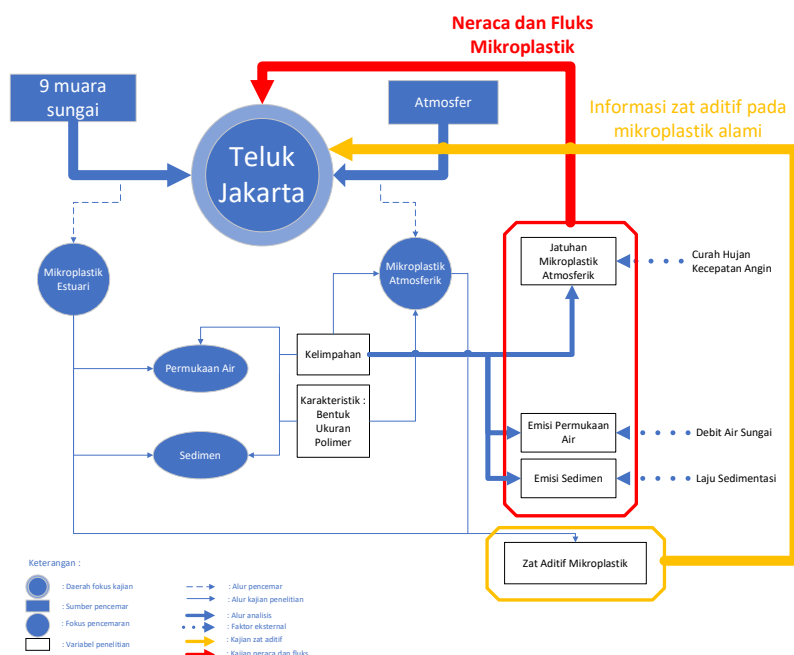 Neraca dan Fluks
Mikroplastik
9 muara
sungai
Atmosfer
Informasi zat aditif pada
mikroplastik alami
Teluk
Jakarta
Mikroplastik
Estuari
Mikroplastik
Atmosferik
Jatuhan
Mikroplastik
Atmosferik
Curah Hujan
Kecepatan Angin
Permukaan Air
Kelimpahan
Karakteristik :
Bentuk
Ukuran
Polimer
Sedimen
Emisi Permukaan
Air
Debit Air Sungai
Emisi Sedimen
Laju Sedimentasi
Zat Aditif Mikroplastik
Keterangan :
: Daerah fokus kajian
: Sumber pencemar
: Fokus pencemaran
: Variabel penelitian
: Alur pencemar
: Alur kajian penelitian
: Alur analisis
: Faktor eksternal
: Kajian zat aditif
: Kajian neraca dan fluks